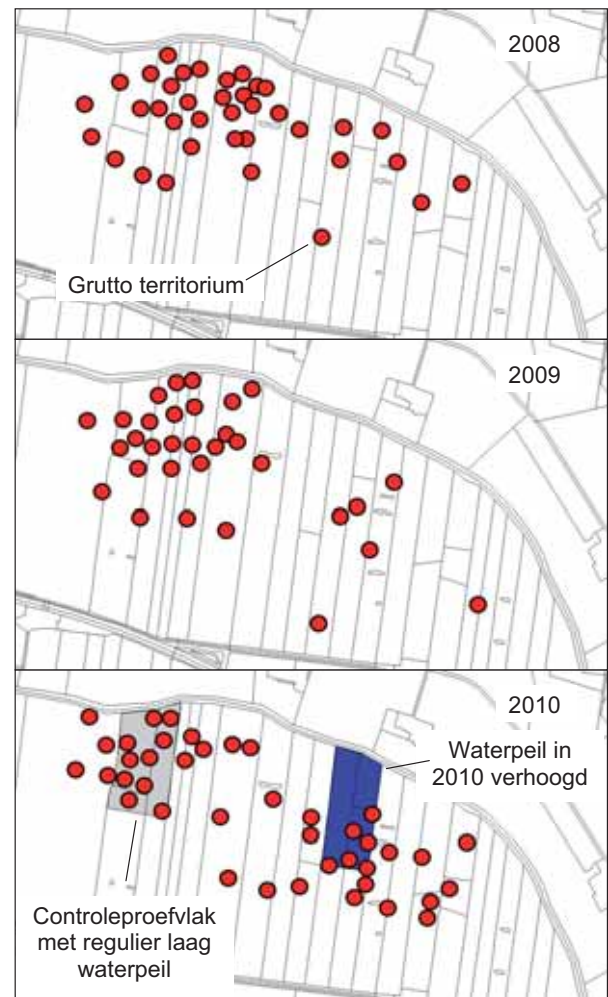 2008
Grutto territorium
2009
2010
Waterpeil in
2010 verhoogd
Controleproefvlak
met regulier laag
waterpeil